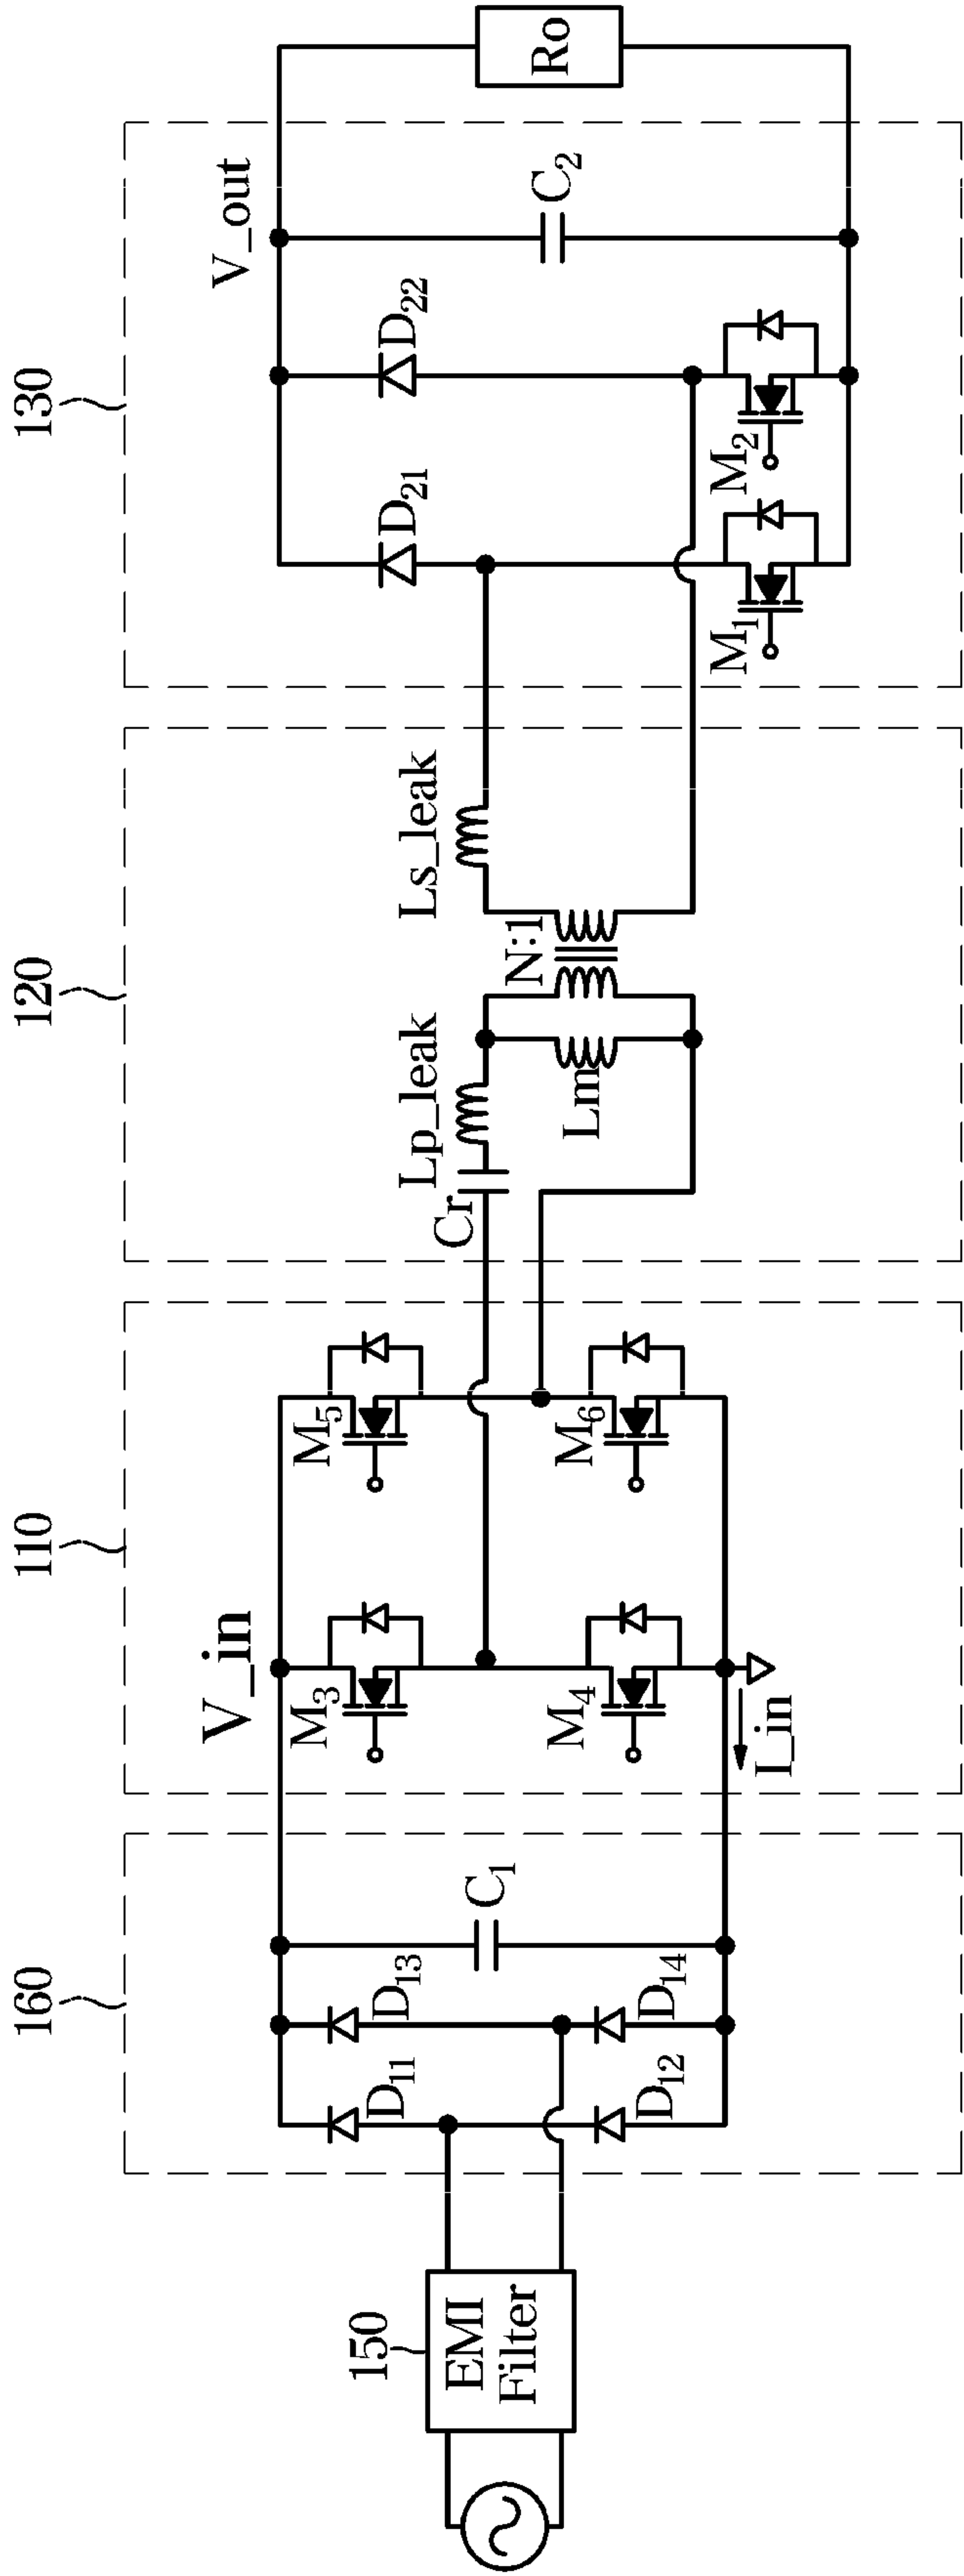 150
EMI
Filter
160
D11
D12
D13
D14
C1
110
V_in
M3
M4
M5
M6
I_in
120
Cr
Lp_leak
Lm
N:1
Ls_leak
130
M1
M2
D21
D22
V_out
C2
Ro